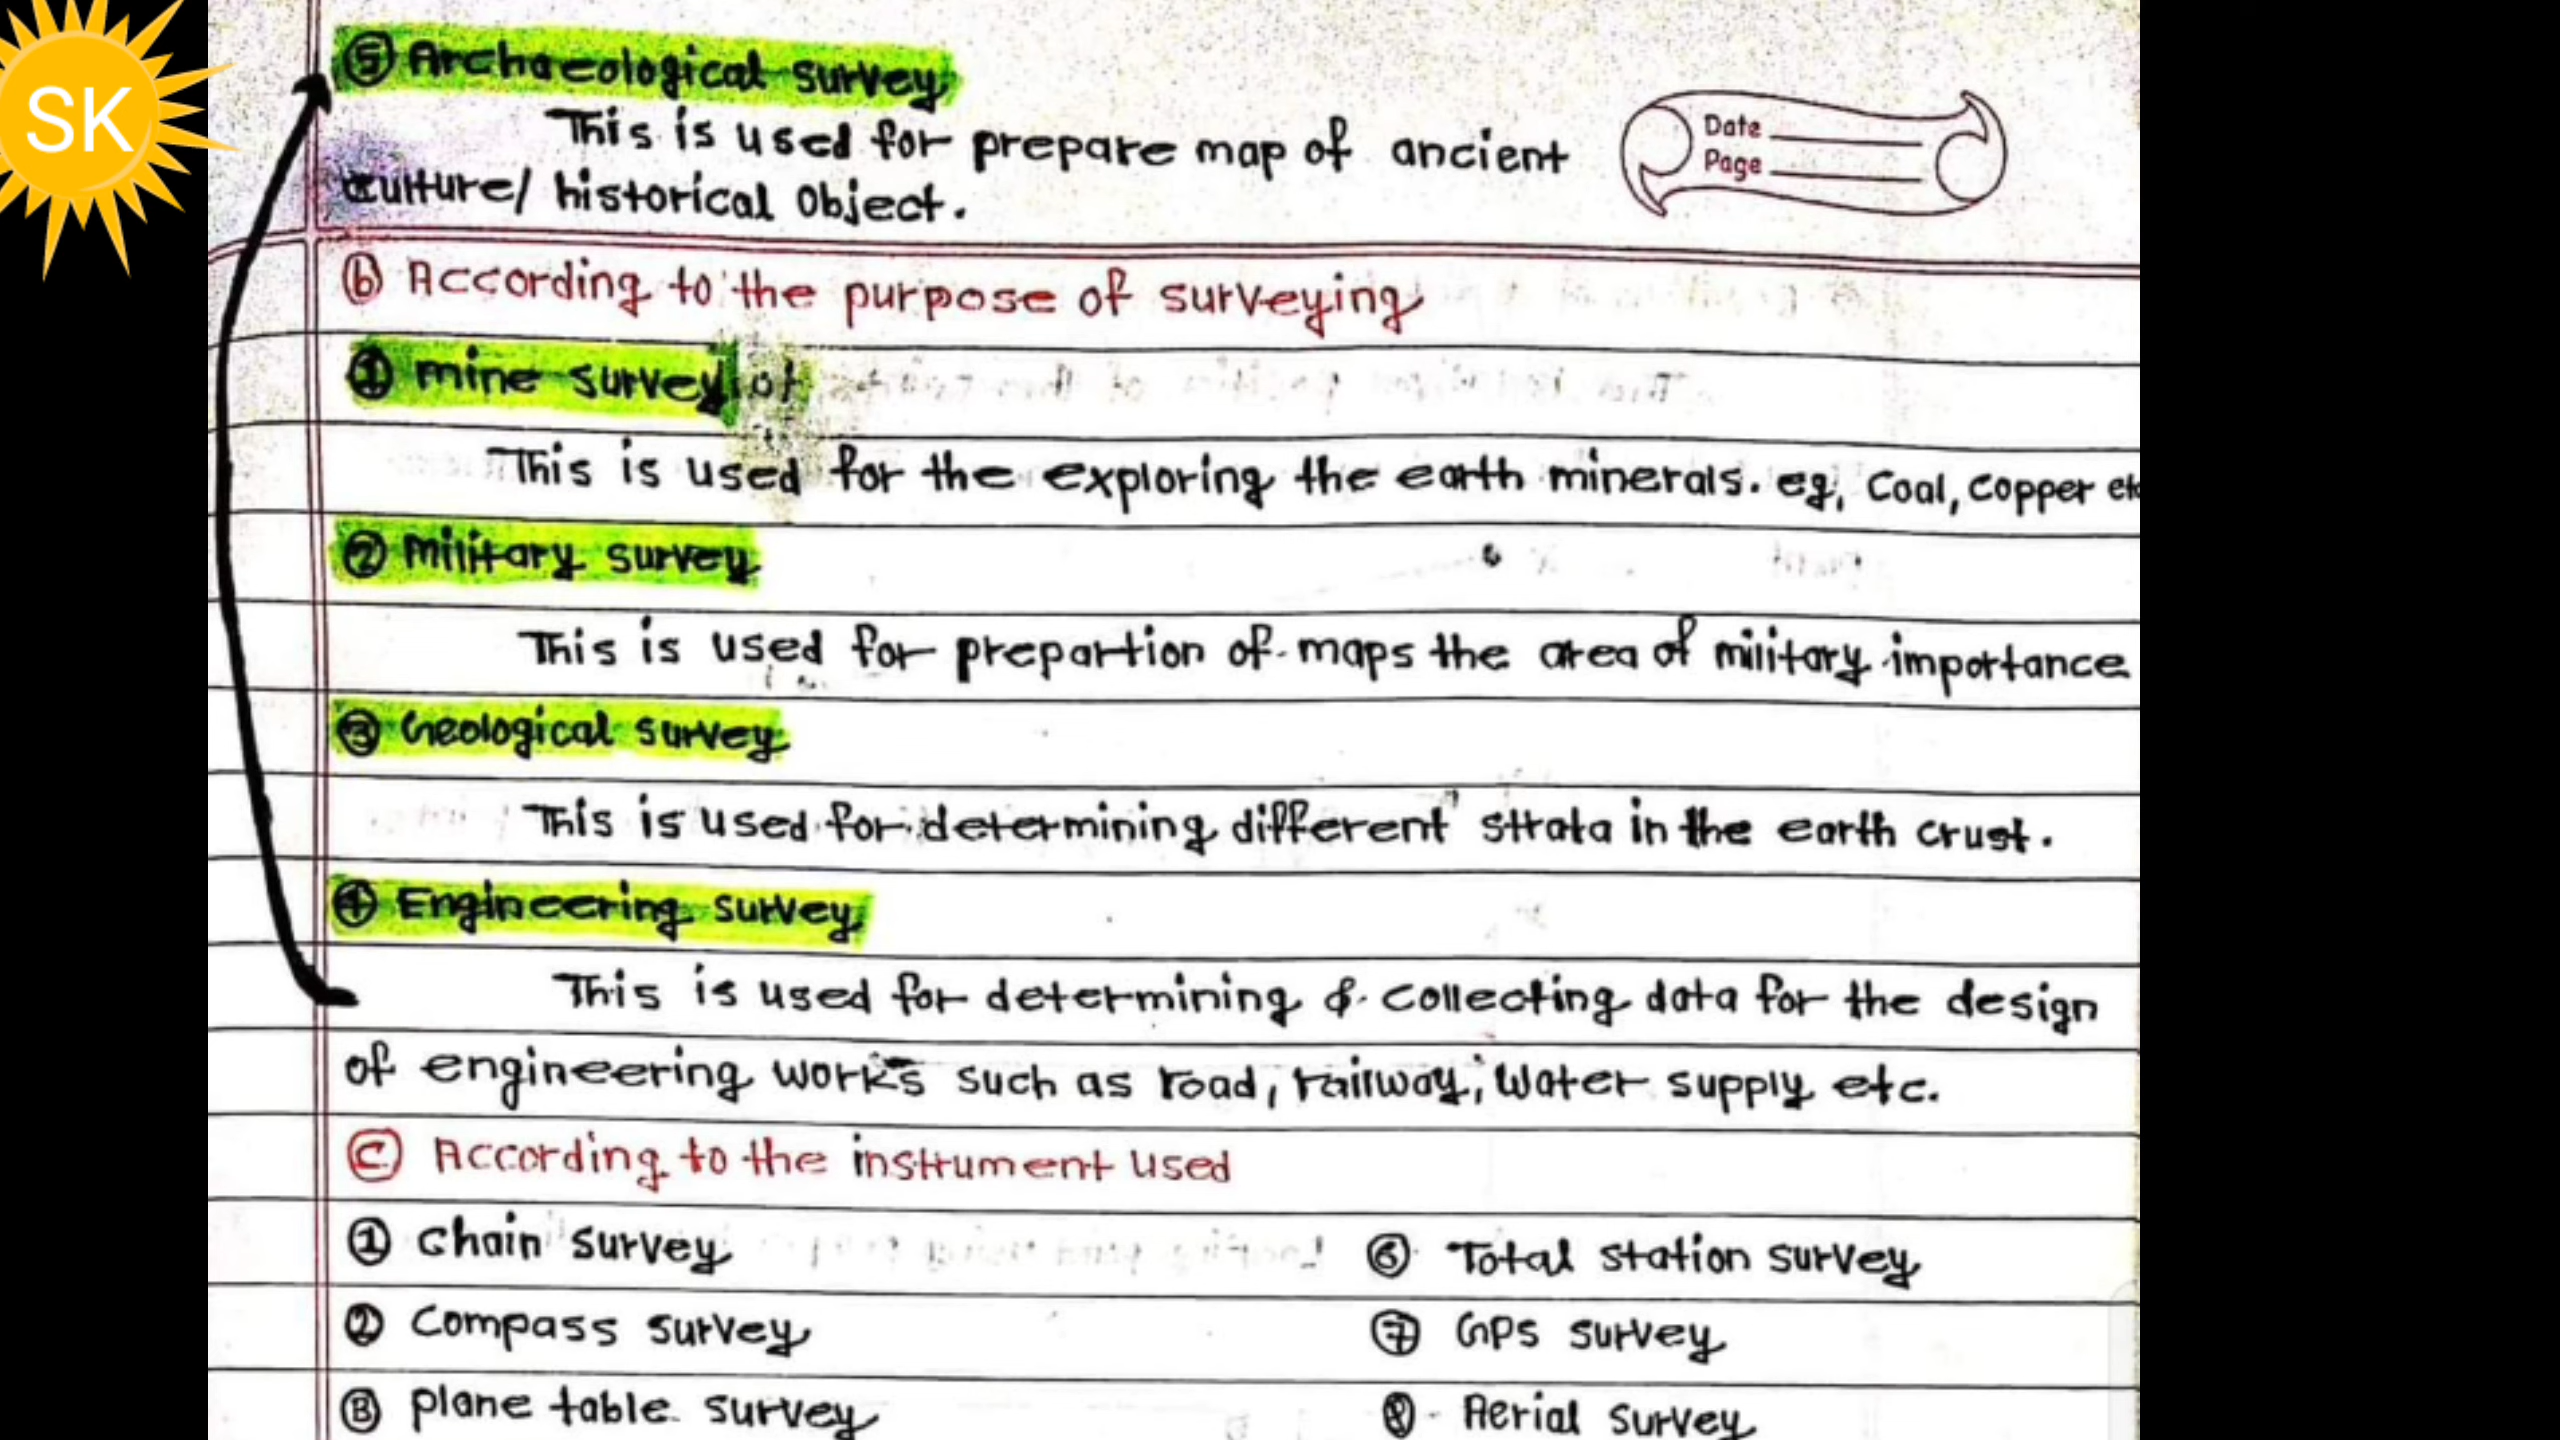 SK
⑤ Archaeological survey
This is used for prepare map of ancient
culture/ historical Object.
Date
Page
ⓑ According to the purpose of surveying
① mine survey
This is used for the exploring the earth minerals. eg, Coal, Copper etc
② military survey
This is used for prepartion of maps the area of military importance
③ Geological survey
This is used for determining different strata in the earth crust.
④ Engineering survey
This is used for determining & collecting data for the design
of engineering works such as road, railway, water supply etc.
Ⓒ According to the instrument used
① Chain survey
② Compass survey
③ plane table survey
⑥ Total station survey
⑦ GPS survey
⑧ Aerial survey